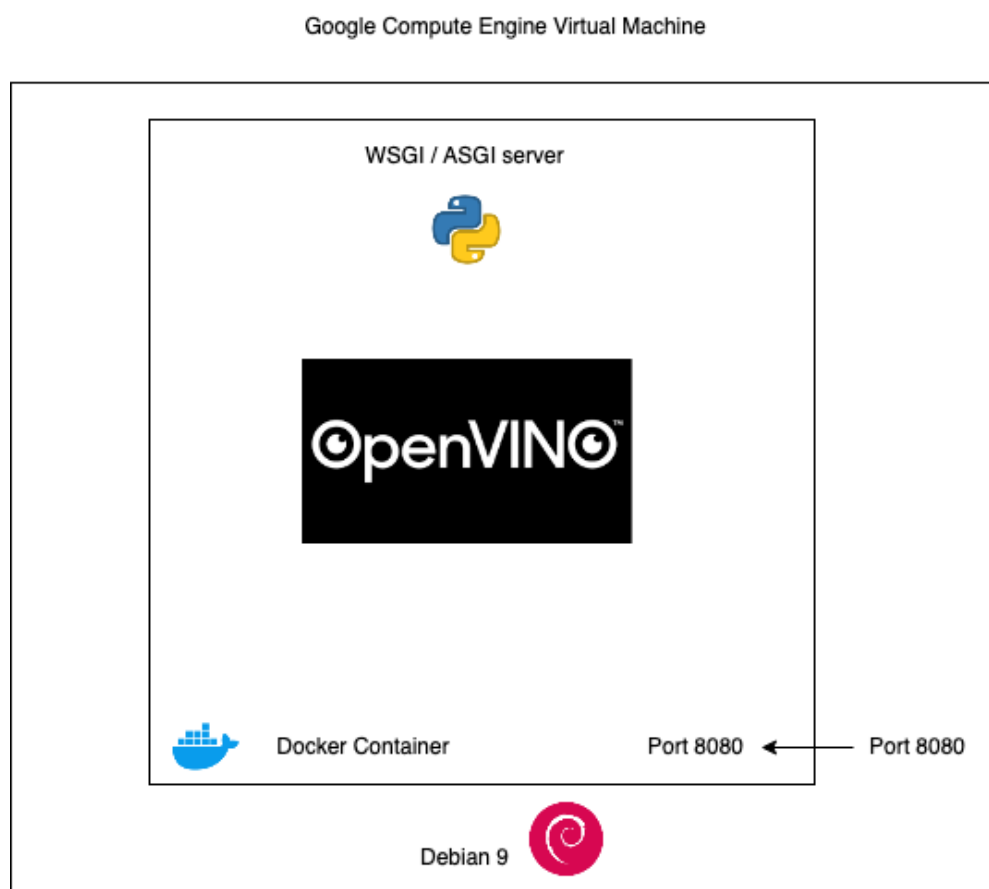 Google Compute Engine Virtual Machine
WSGI / ASGI server
OpenVINO™
Docker Container
Port 8080
Port 8080
Debian 9